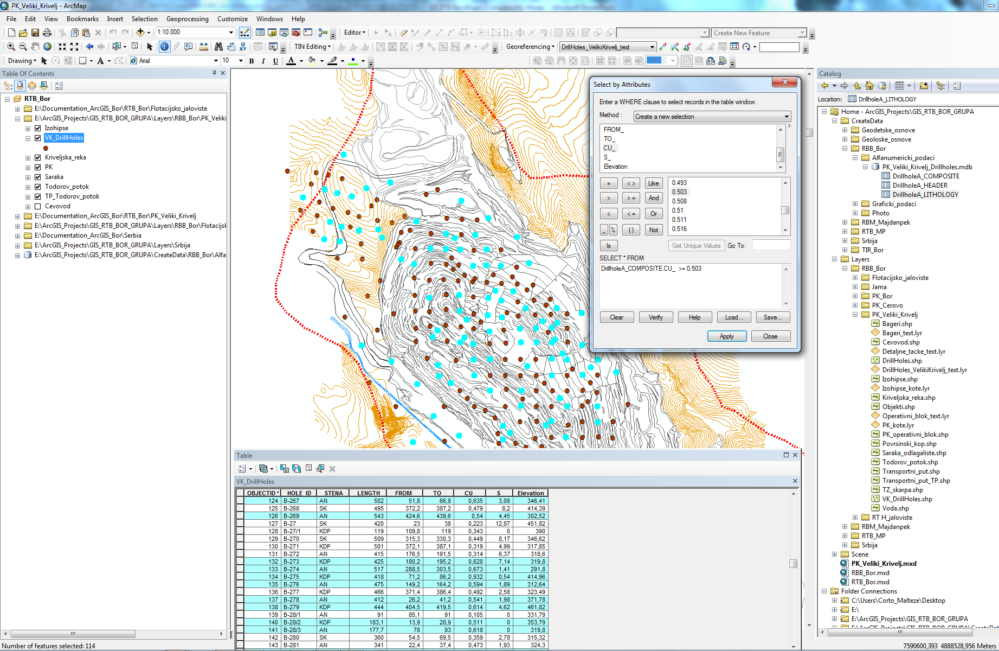 PK_Veliki_Krivelj - ArcMap
File Edit View Bookmarks Insert Selection Geoprocessing Customize Windows Help
1:10.000 Editor Create New Feature
TIN Editing Georeferencing DrillHoles_VelikiKrivelj_text
Drawing A Arial 10 B I U A 100%
Table Of Contents
RTB_Bor
E:\Documentation_ArcGIS_Bor\RTB_Bor\Flotacijsko_jaloviste
E:\ArcGIS_Projects\GIS_RTB_BOR_GRUPA\Layers\RBB_Bor\PK_Veliki
Izohipse
VK_DrillHoles
Kriveljska_reka
PK
Saraka
Todorov_potok
TP_Todorov_potok
Cevovod
E:\Documentation_ArcGIS_Bor\RTB_Bor\PK_Veliki_Krivelj
E:\ArcGIS_Projects\GIS_RTB_BOR_GRUPA\Layers\RBB_Bor\Flotacijsk
E:\Documentation_ArcGIS_Bor\Serbia
E:\ArcGIS_Projects\GIS_RTB_BOR_GRUPA\Layers\Srbija
E:\ArcGIS_Projects\GIS_RTB_BOR_GRUPA\CreateData\RBB_Bor\Alfa
Select by Attributes
Enter a WHERE clause to select records in the table window.
Method : Create a new selection
FROM_
TO_
CU_
S_
Elevation
= < > Like
> > = And
< < = Or
_ % ( ) Not
Is
0.493
0.503
0.508
0.51
0.511
0.516
Get Unique Values Go To:
SELECT * FROM
DrillholeA_COMPOSITE.CU_ >= 0.503
Clear Verify Help Load... Save...
Apply Close
Table
VK_DrillHoles
OBJECTID * HOLE_ID STENA LENGTH FROM TO CU S Elevation
124 B-267 AN 502 51,8 66,8 0,635 3,08 346,41
125 B-268 SK 495 372,2 387,2 0,479 8,2 414,39
126 B-269 AN 543 424,6 439,6 0,54 4,45 302,52
127 B-27 SK 420 23 38 0,223 12,87 451,82
128 B-27/1 KDP 119 109,8 119 0,343 0 390
129 B-270 SK 509 315,3 330,3 0,449 8,17 346,62
130 B-271 KDP 501 372,1 387,1 0,319 4,99 317,85
131 B-272 AN 415 176,5 191,5 0,314 6,37 318,6
132 B-273 KDP 425 180,2 195,2 0,628 7,14 319,8
133 B-274 AN 517 288,5 303,5 0,673 1,41 291,8
134 B-275 KDP 418 71,2 86,2 0,932 0,54 414,96
135 B-276 AN 475 149,2 164,2 0,594 1,89 312,64
136 B-277 KDP 466 371,4 386,4 0,492 2,58 323,49
137 B-278 AN 412 26,2 41,2 0,541 1,98 371,78
138 B-279 KDP 444 404,5 419,5 0,614 4,62 461,82
139 B-28/1 AN 91 85,1 91 0,105 0 331,79
140 B-28/2 KDP 183,1 13,9 28,9 0,511 0 353,79
141 B-28/3 AN 177,7 78 93 0,618 0 319,8
142 B-280 SK 360 54,5 69,5 0,359 2,78 315,32
143 B-281 AN 341 22,4 37,4 0,473 1,93 324,3
Catalog
Location: DrillholeA_LITHOLOGY
Home - ArcGIS_Projects\GIS_RTB_BOR_GRUPA
CreateData
Geodetske_osnove
Geoloske_osnove
RBB_Bor
Alfanumericki_podaci
PK_Veliki_Krivelj_Drillholes.mdb
DrillholeA_COMPOSITE
DrillholeA_HEADER
DrillholeA_LITHOLOGY
Graficki_podaci
Photo
RBM_Majdanpek
RTB_MP
Srbija
TIR_Bor
Layers
RBB_Bor
Flotacijsko_jaloviste
Jama
PK_Bor
PK_Cerovo
PK_Veliki_Krivelj
Bageri.shp
Bageri_text.lyr
Cevovod.shp
Detaljne_tacke_text.lyr
DrillHoles.shp
DrillHoles_VelikiKrivelj_text.lyr
Izohipse.shp
Izohipse_kote.lyr
Kriveljska_reka.shp
Objekti.shp
Operativni_blok_text.lyr
PK_kote.lyr
PK_operativni_blok.shp
Povrsinski_kop.shp
Saraka_odlagaliste.shp
Todorov_potok.shp
Transportni_put.shp
Transportni_put_TP.shp
TZ_skarpa.shp
VK_DrillHoles.shp
Voda.shp
RT H_jaloviste
RBM_Majdanpek
RTB_MP
Srbija
Scene
PK_Veliki_Krivelj.mxd
RBB_Bor.mxd
RTB_Bor.mxd
Folder Connections
C:\Users\Corto_Malteze\Desktop
E:\
E:\ArcGIS_Projects\GIS_RTB_BOR_GRUPA
Number of features selected: 114
7590600,393 4888528,956 Meters